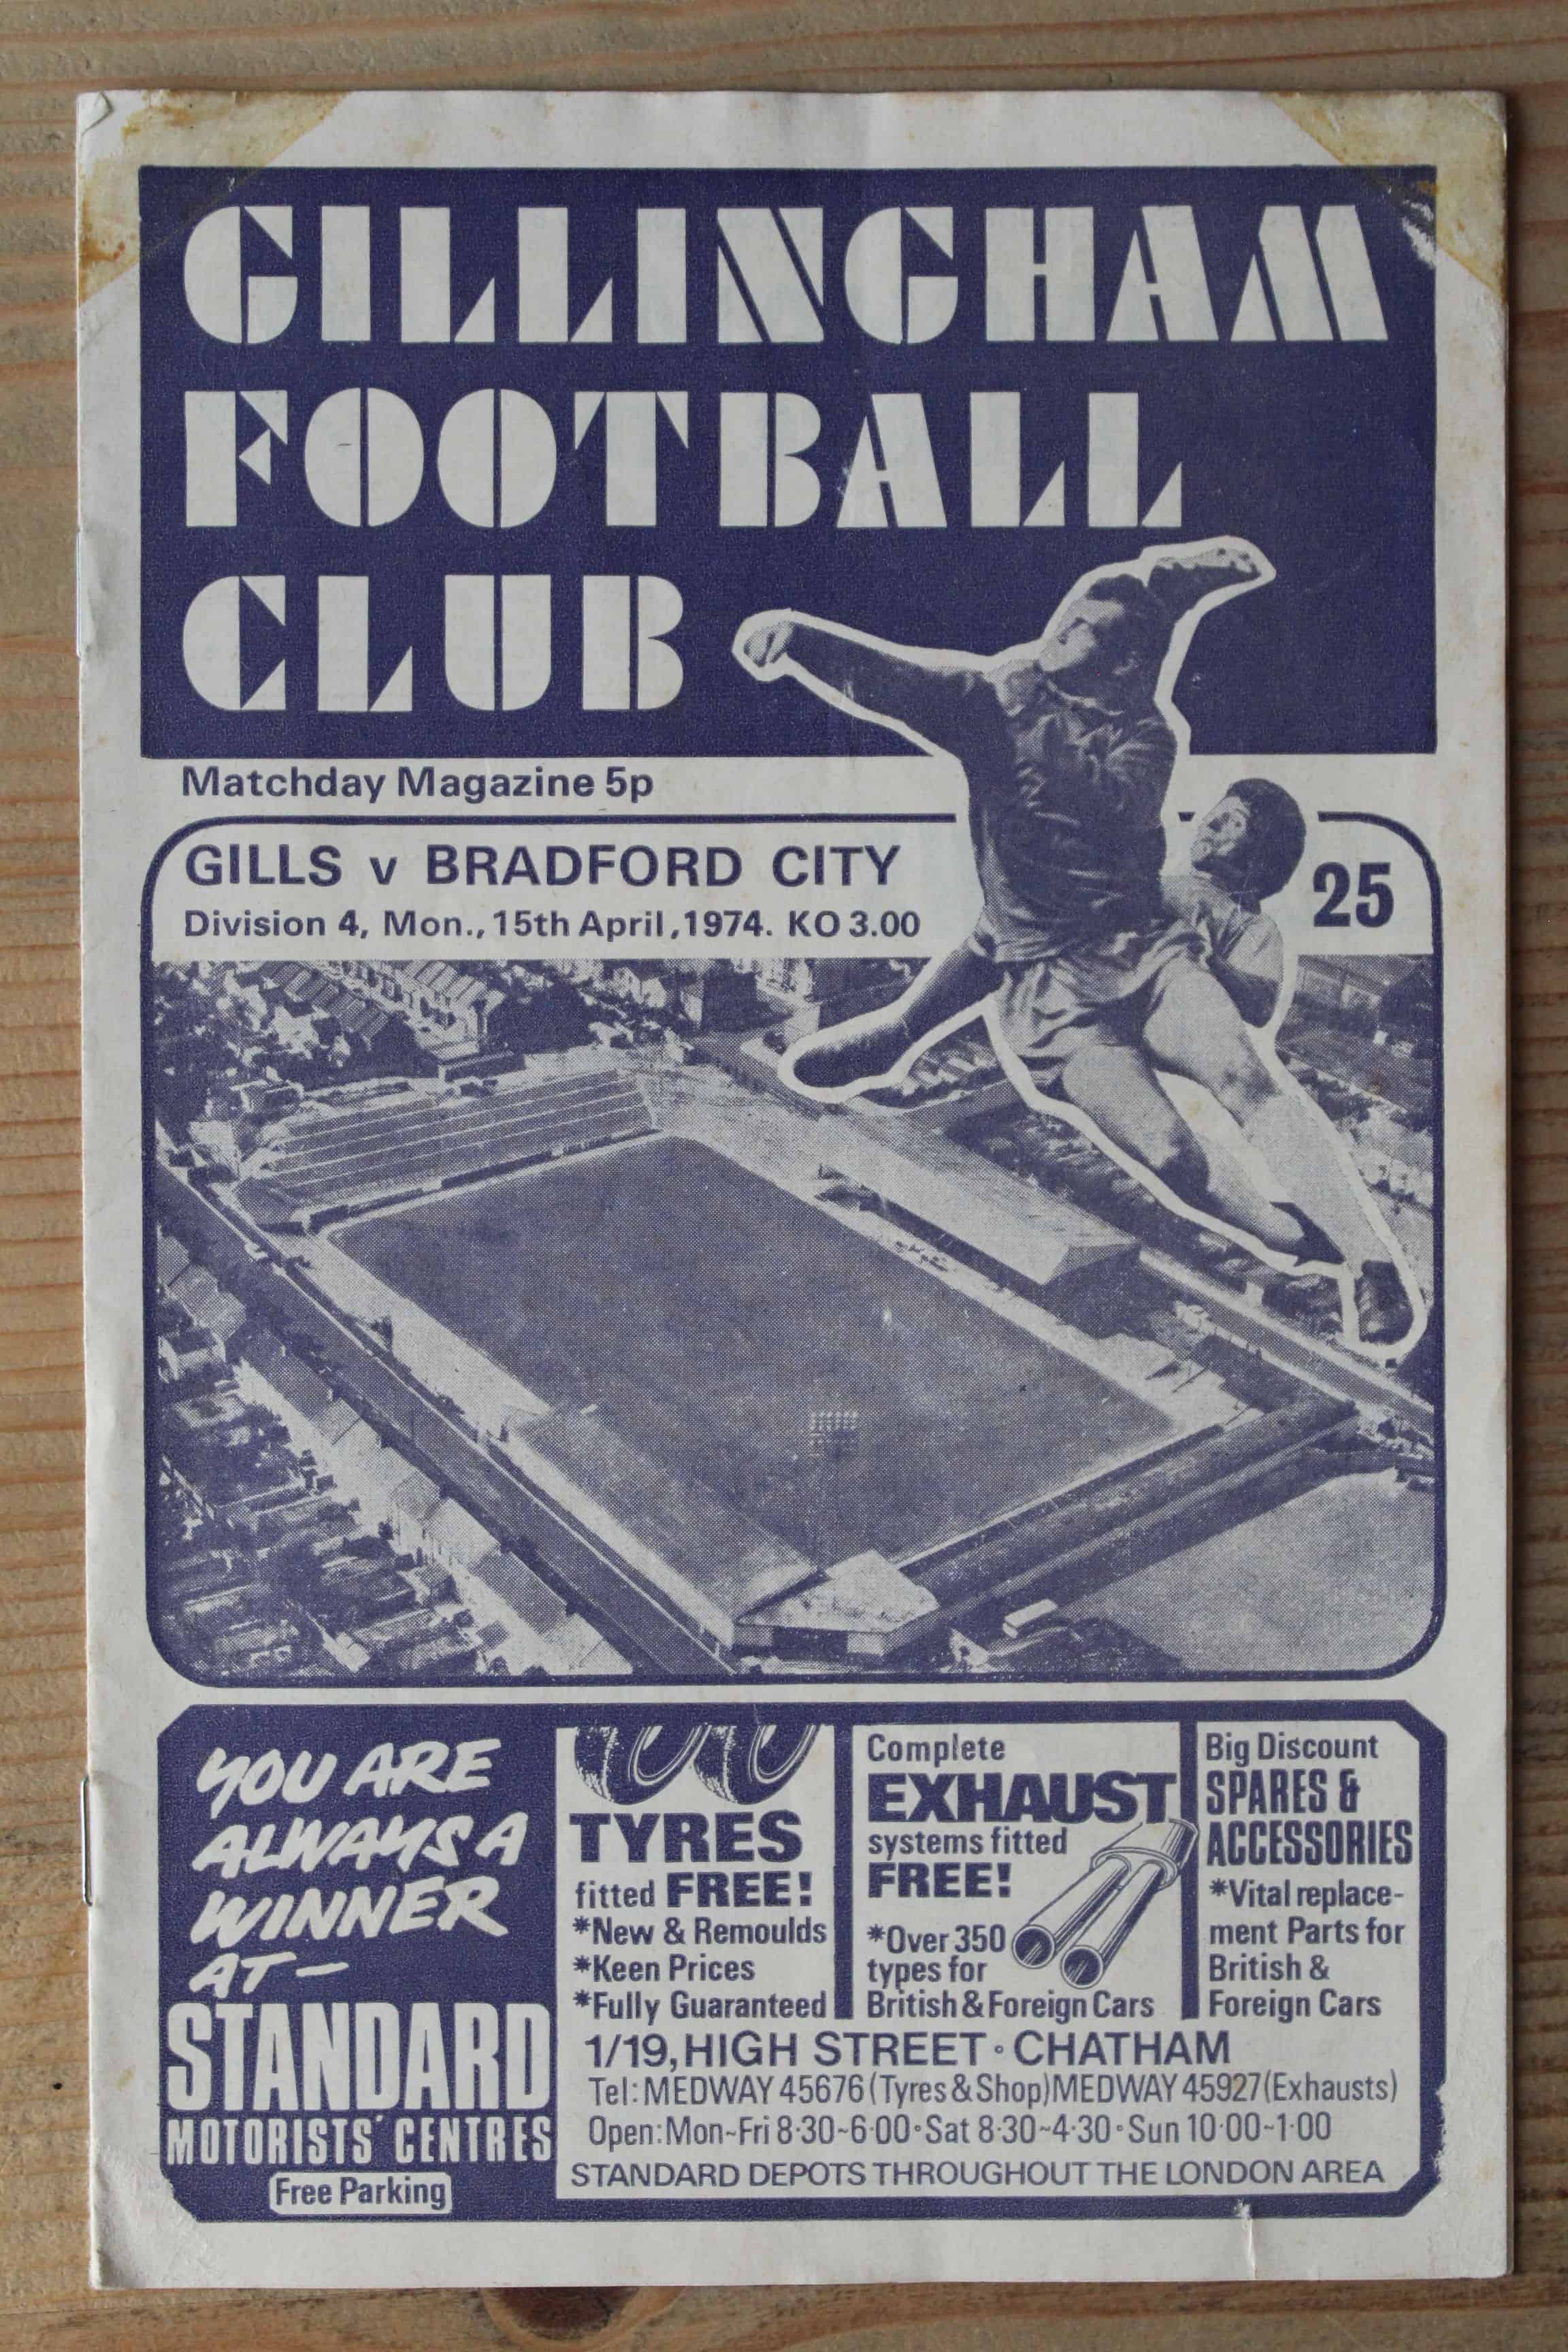 GILLINGHAM
FOOTBALL
CLUB
Matchday Magazine 5p
GILLS v BRADFORD CITY
Division 4, Mon., 15th April, 1974. KO 3.00
25
YOU ARE
ALWAYS A
WINNER
AT-
STANDARD
MOTORISTS' CENTRES
Free Parking
TYRES
fitted FREE!
*New & Remoulds
*Keen Prices
*Fully Guaranteed
Complete
EXHAUST
systems fitted
FREE!
*Over 350
types for
British & Foreign Cars
Big Discount
SPARES &
ACCESSORIES
*Vital replace-
ment Parts for
British &
Foreign Cars
1/19, HIGH STREET · CHATHAM
Tel: MEDWAY 45676 (Tyres & Shop) MEDWAY 45927 (Exhausts)
Open: Mon~Fri 8·30~6·00 · Sat 8·30~4·30 · Sun 10·00~1·00
STANDARD DEPOTS THROUGHOUT THE LONDON AREA